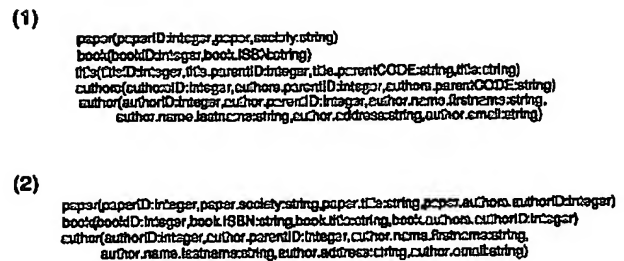 (1)
paper(paperID:integer,paper.society:string)
book(bookID:integer,book.ISBN:string)
title(titleID:integer,title.parentID:integer,title.parentCODE:string,title:string)
authors(authorsID:integer,authors.parentID:integer,authors.parentCODE:string)
author(authorID:integer,author.parentID:integer,author.name.firstname:string,
author.name.lastname:string,author.address:string,author.email:string)
(2)
paper(paperID:integer,paper.society:string,paper.title:string,paper.authors.authorID:integer)
book(bookID:integer,book.ISBN:string,book.title:string,book.authors.authorID:integer)
author(authorID:integer,author.parentID:integer,author.name.firstname:string,
author.name.lastname:string,author.address:string,author.email:string)